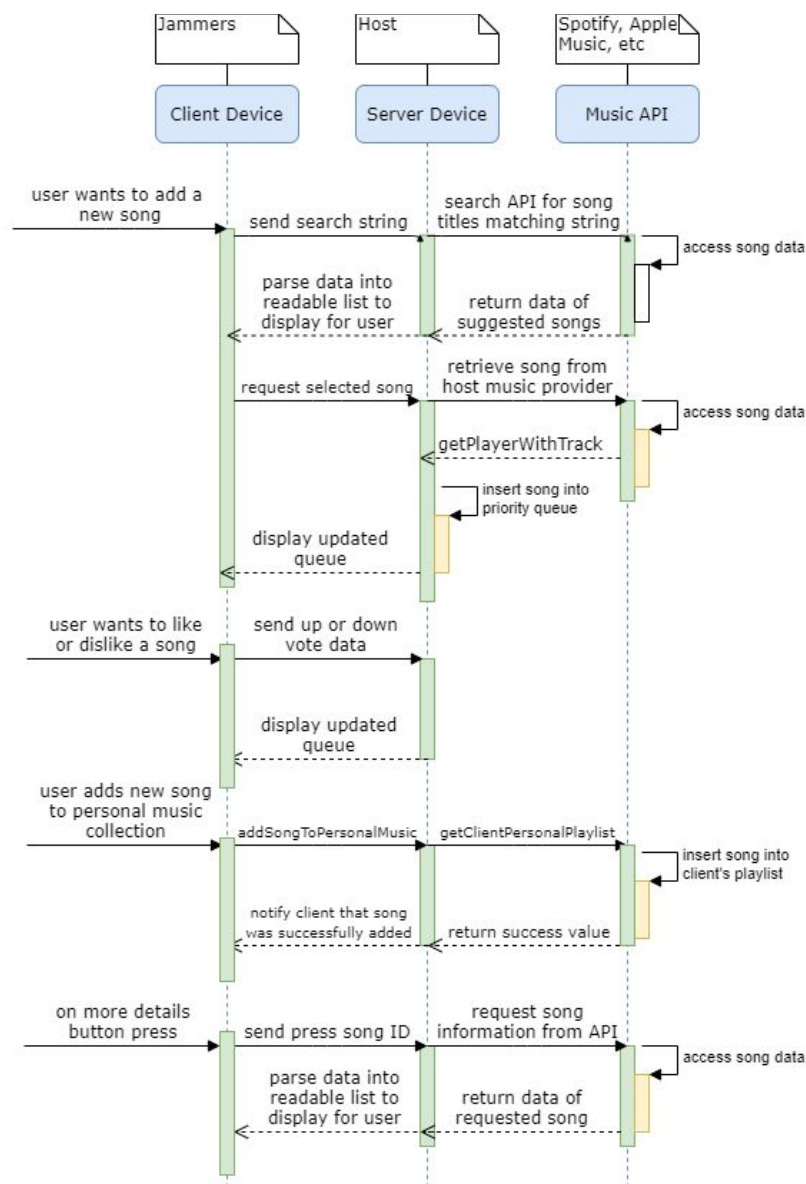 Jammers
Host
Spotify, Apple
Music, etc
Client Device
Server Device
Music API
user wants to add a
new song
send search string
search API for song
titles matching string
access song data
parse data into
readable list to
display for user
return data of
suggested songs
request selected song
retrieve song from
host music provider
access song data
getPlayerWithTrack
insert song into
priority queue
display updated
queue
user wants to like
or dislike a song
send up or down
vote data
display updated
queue
user adds new song
to personal music
collection
addSongToPersonalMusic
getClientPersonalPlaylist
insert song into
client's playlist
notify client that song
was successfully added
return success value
on more details
button press
send press song ID
request song
information from API
access song data
parse data into
readable list to
display for user
return data of
requested song